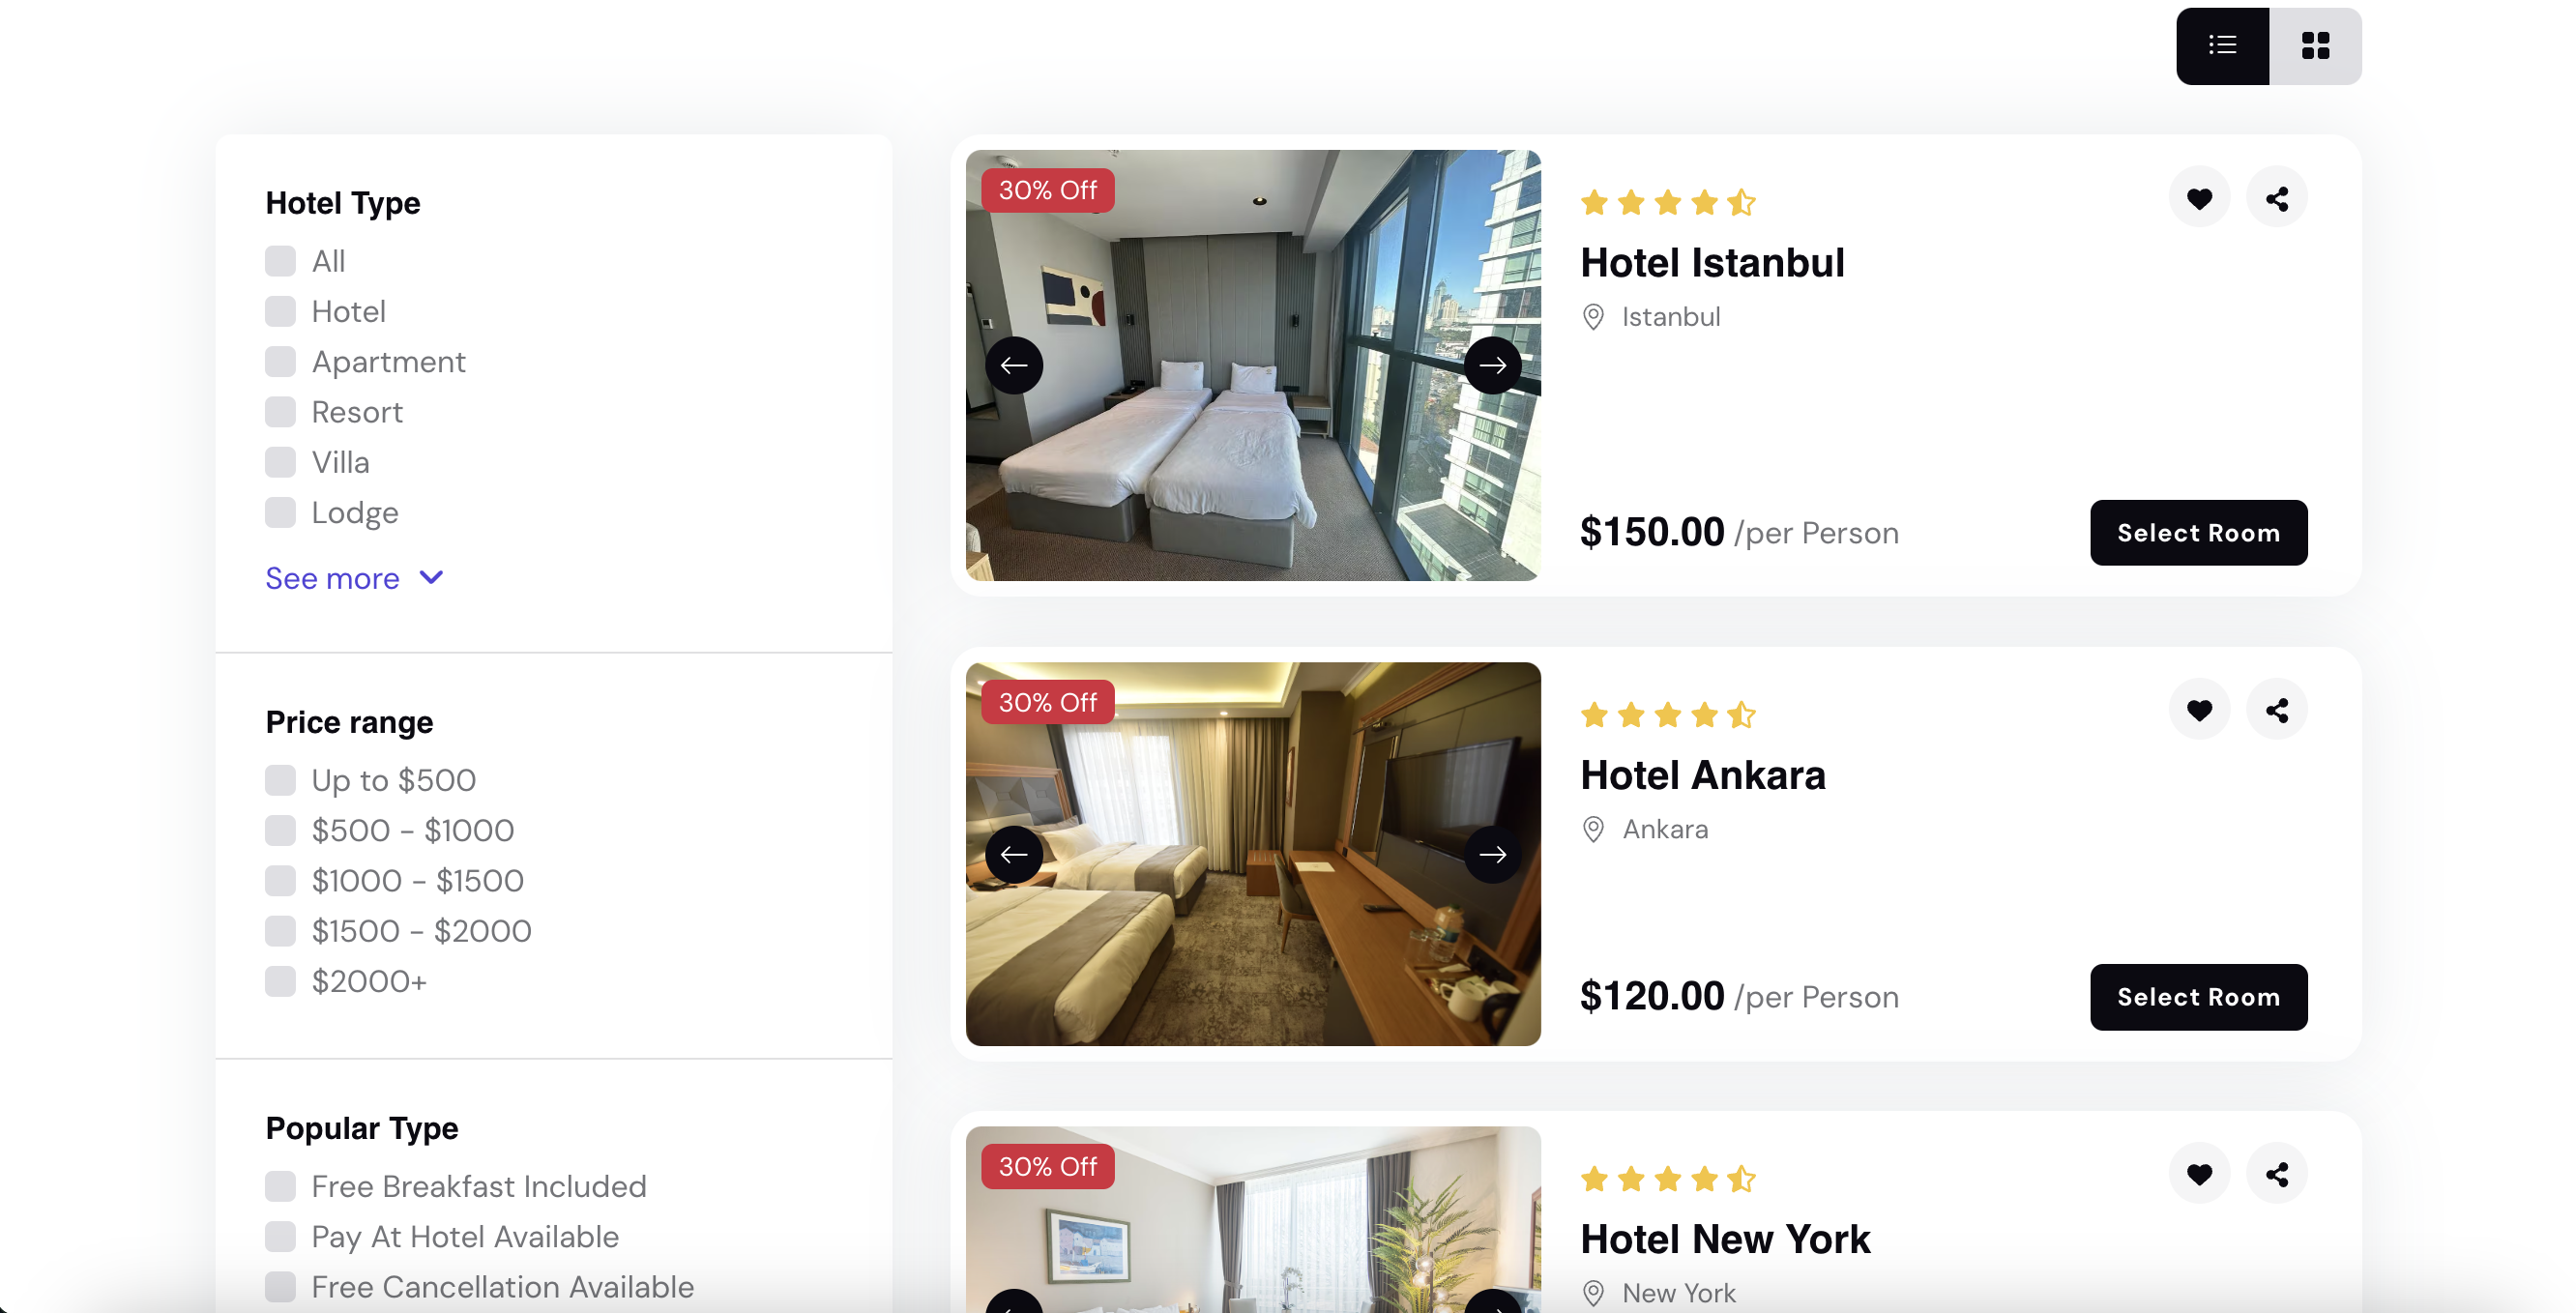 Hotel Type
All
Hotel
Apartment
Resort
Villa
Lodge
See more
Price range
Up to $500
$500 - $1000
$1000 - $1500
$1500 - $2000
$2000+
Popular Type
Free Breakfast Included
Pay At Hotel Available
Free Cancellation Available
30% Off
Hotel Istanbul
Istanbul
$150.00 /per Person
Select Room
30% Off
Hotel Ankara
Ankara
$120.00 /per Person
Select Room
30% Off
Hotel New York
New York